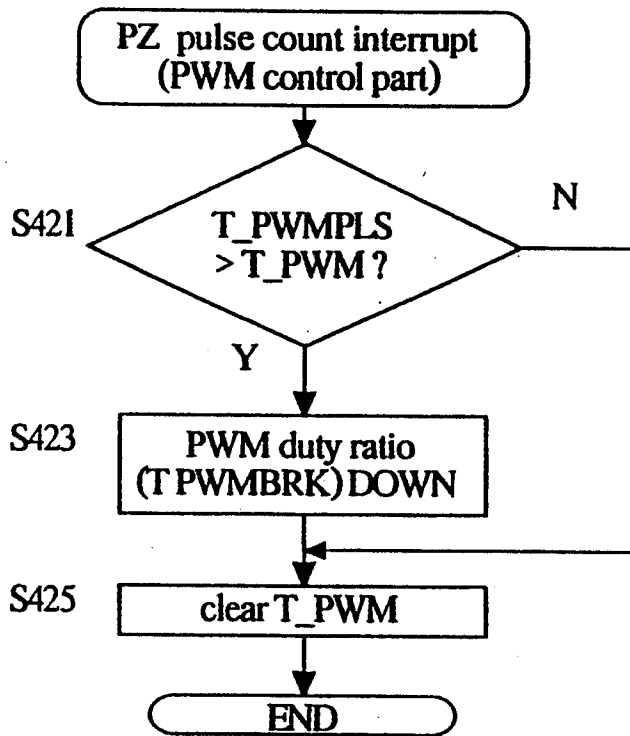 PZ pulse count interrupt
(PWM control part)
S421
T_PWMPLS
> T_PWM ?
N
Y
S423
PWM duty ratio
(T PWMBRK) DOWN
S425
clear T_PWM
END